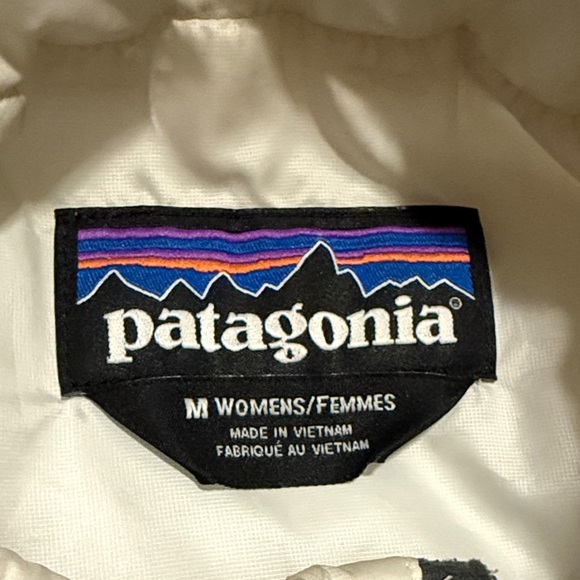 patagonia®
M WOMENS/FEMMES
MADE IN VIETNAM
FABRIQUÉ AU VIETNAM